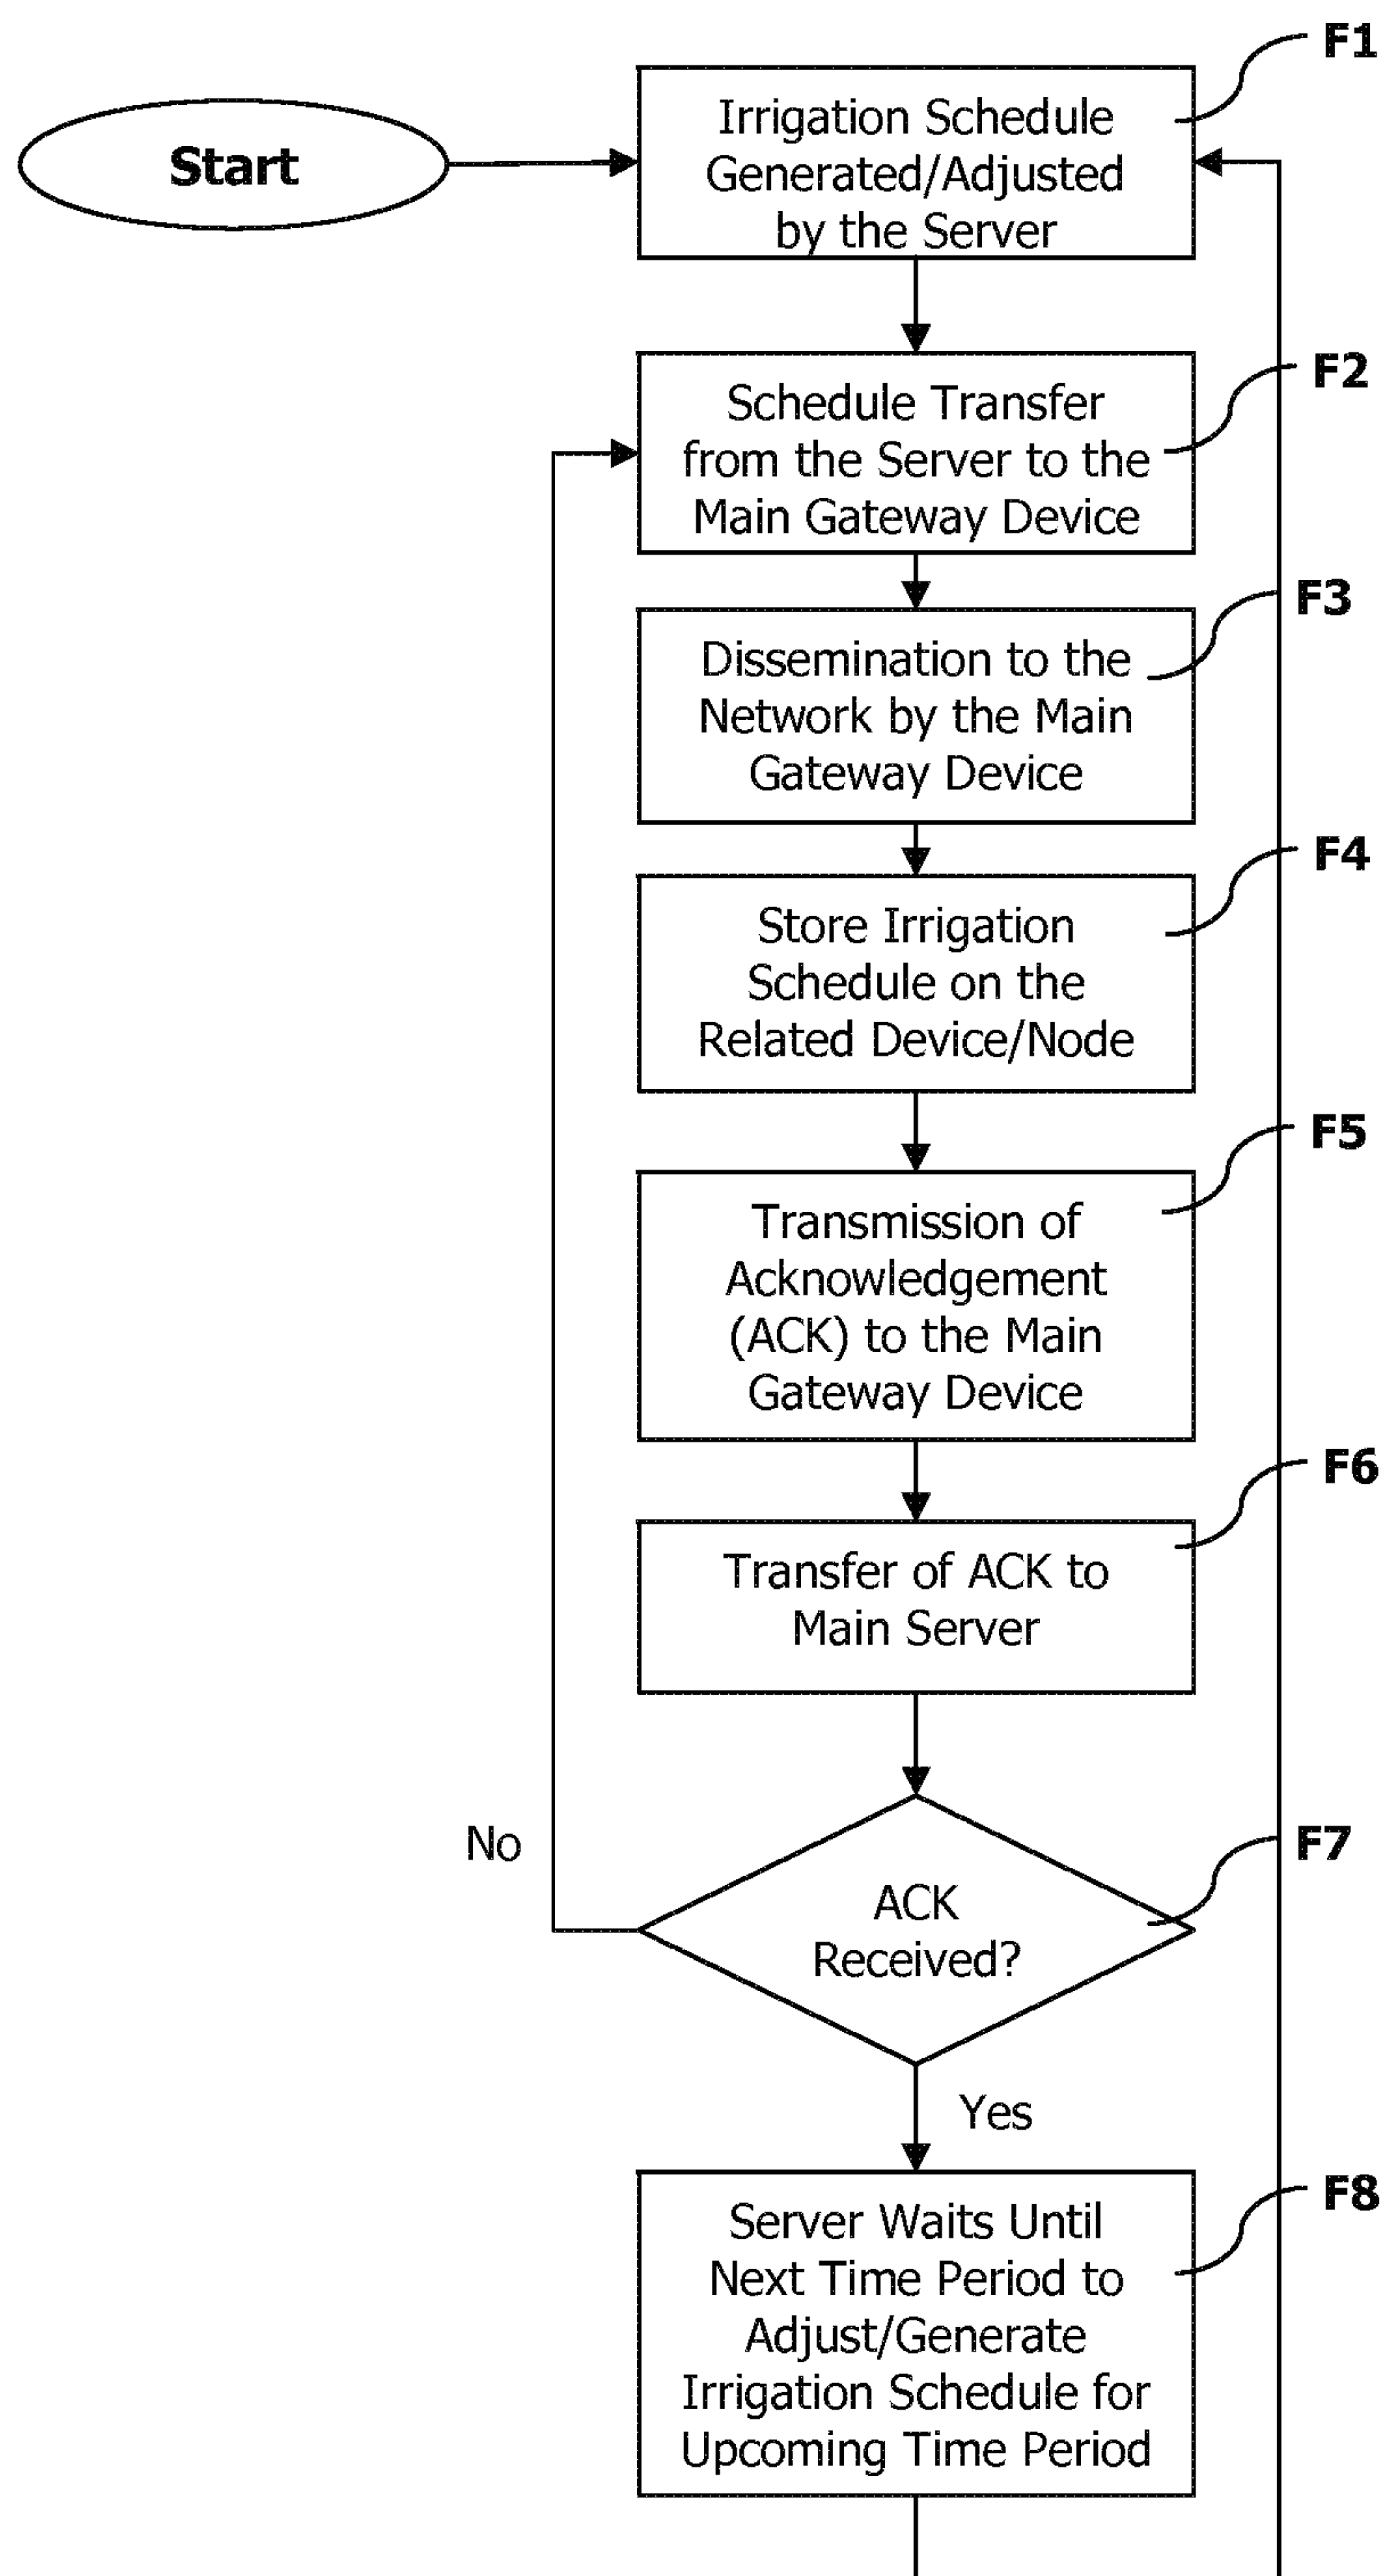 F1
Start
Irrigation Schedule
Generated/Adjusted
by the Server
F2
Schedule Transfer
from the Server to the
Main Gateway Device
F3
Dissemination to the
Network by the Main
Gateway Device
F4
Store Irrigation
Schedule on the
Related Device/Node
F5
Transmission of
Acknowledgement
(ACK) to the Main
Gateway Device
F6
Transfer of ACK to
Main Server
No
F7
ACK
Received?
Yes
F8
Server Waits Until
Next Time Period to
Adjust/Generate
Irrigation Schedule for
Upcoming Time Period